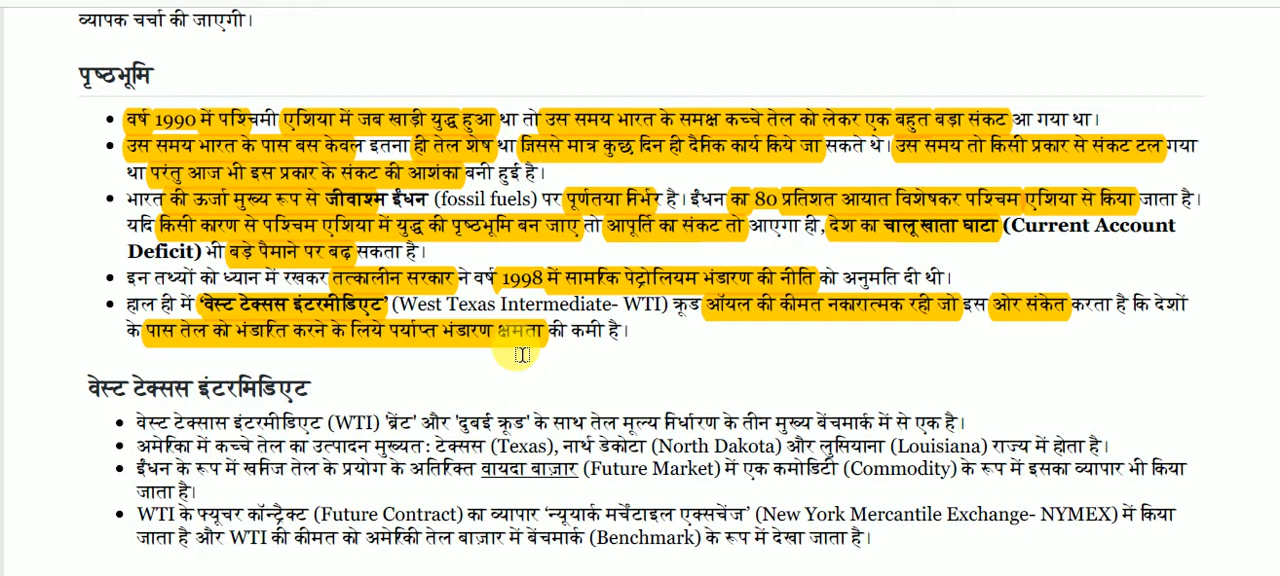 व्यापक चर्चा की जाएगी।
पृष्ठभूमि
• वर्ष 1990 में पश्चिमी एशिया में जब खाड़ी युद्ध हुआ था तो उस समय भारत के समक्ष कच्चे तेल को लेकर एक बहुत बड़ा संकट आ गया था।
• उस समय भारत के पास बस केवल इतना ही तेल शेष था जिससे मात्र कुछ दिन ही दैनिक कार्य किये जा सकते थे। उस समय तो किसी प्रकार से संकट टल गया
था परंतु आज भी इस प्रकार के संकट की आशंका बनी हुई है।
• भारत की ऊर्जा मुख्य रूप से जीवाश्म ईंधन (fossil fuels) पर पूर्णतया निर्भर है। ईंधन का 80 प्रतिशत आयात विशेषकर पश्चिम एशिया से किया जाता है।
यदि किसी कारण से पश्चिम एशिया में युद्ध की पृष्ठभूमि बन जाए तो आपूर्ति का संकट तो आएगा ही, देश का चालू खाता घाटा (Current Account
Deficit) भी बड़े पैमाने पर बढ़ सकता है।
• इन तथ्यों को ध्यान में रखकर तत्कालीन सरकार ने वर्ष 1998 में सामरिक पेट्रोलियम भंडारण की नीति को अनुमति दी थी।
• हाल ही में ‘वेस्ट टेक्सस इंटरमीडिएट’ (West Texas Intermediate- WTI) क्रूड ऑयल की कीमत नकारात्मक रही जो इस ओर संकेत करता है कि देशों
के पास तेल को भंडारित करने के लिये पर्याप्त भंडारण क्षमता की कमी है।
वेस्ट टेक्सस इंटरमिडिएट
• वेस्ट टेक्सास इंटरमीडिएट (WTI) 'ब्रेंट' और 'दुबई क्रूड' के साथ तेल मूल्य निर्धारण के तीन मुख्य बेंचमार्क में से एक है।
• अमेरिका में कच्चे तेल का उत्पादन मुख्यत: टेक्सस (Texas), नार्थ डेकोटा (North Dakota) और लुसियाना (Louisiana) राज्य में होता है।
• ईंधन के रूप में खनिज तेल के प्रयोग के अतिरिक्त वायदा बाज़ार (Future Market) में एक कमोडिटी (Commodity) के रूप में इसका व्यापार भी किया
जाता है।
• WTI के फ्यूचर कॉन्ट्रैक्ट (Future Contract) का व्यापार ‘न्यूयार्क मर्चेंटाइल एक्सचेंज’ (New York Mercantile Exchange- NYMEX) में किया
जाता है और WTI की कीमत को अमेरिकी तेल बाज़ार में बेंचमार्क (Benchmark) के रूप में देखा जाता है।